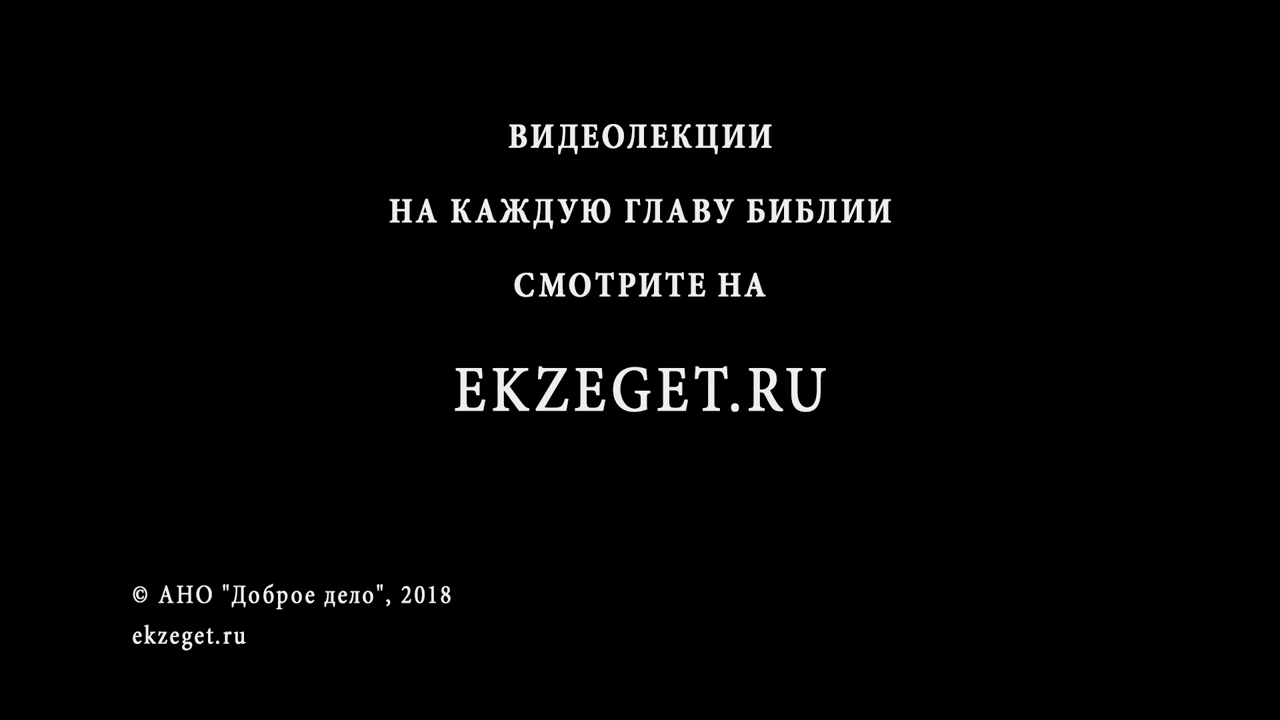 ВИДЕОЛЕКЦИИ
НА КАЖДУЮ ГЛАВУ БИБЛИИ
СМОТРИТЕ НА
EKZEGET.RU
© АНО "Доброе дело", 2018
ekzeget.ru